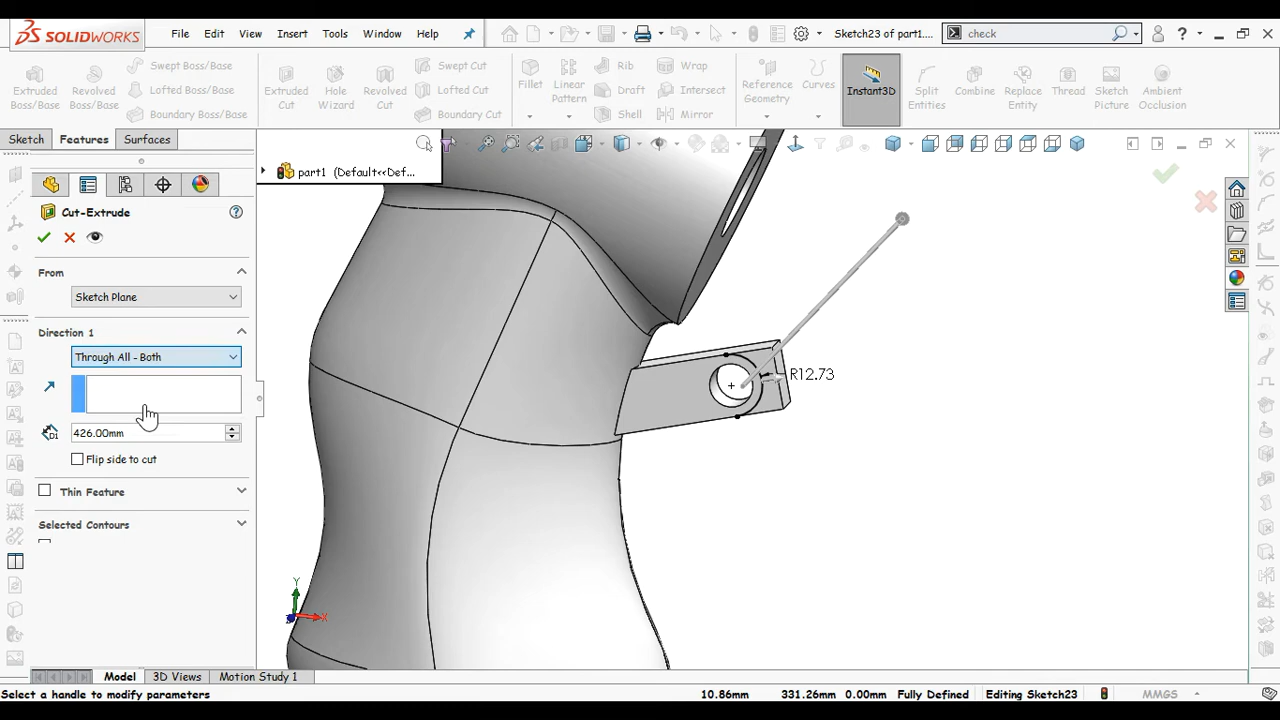 SOLIDWORKS
File Edit View Insert Tools Window Help
Sketch23 of part1....
check
Extruded Boss/Base
Revolved Boss/Base
Swept Boss/Base
Lofted Boss/Base
Boundary Boss/Base
Extruded Cut
Hole Wizard
Revolved Cut
Swept Cut
Lofted Cut
Boundary Cut
Fillet
Linear Pattern
Rib
Draft
Shell
Wrap
Intersect
Mirror
Reference Geometry
Curves
Instant3D
Split Entities
Combine
Replace Entity
Thread
Sketch Picture
Ambient Occlusion
Sketch Features Surfaces
part1 (Default<<Def...
Cut-Extrude
From
Sketch Plane
Direction 1
Through All - Both
D1
426.00mm
Flip side to cut
Thin Feature
Selected Contours
R12.73
Y
X
Z
Model 3D Views Motion Study 1
Select a handle to modify parameters
10.86mm 331.26mm 0.00mm Fully Defined Editing Sketch23 MMGS